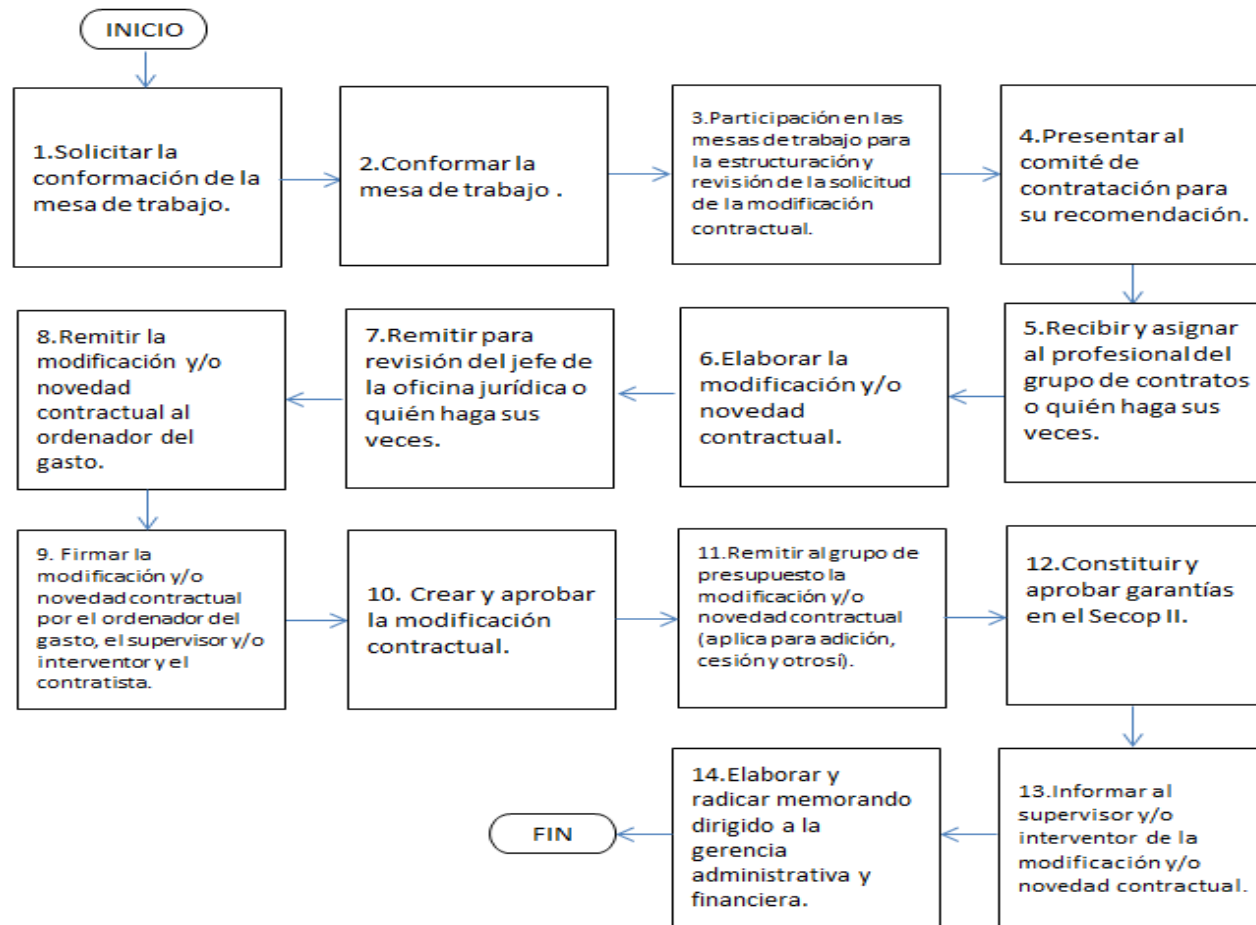 INICIO
1.Solicitar la
conformación de la
mesa de trabajo.
2.Conformar la
mesa de trabajo .
3.Participación en las
mesas de trabajo para
la estructuración y
revisión de la solicitud
de la modificación
contractual.
4.Presentar al
comité de
contratación para
su recomendación.
5.Recibir y asignar
al profesional del
grupo de contratos
o quién haga sus
veces.
6.Elaborar la
modificación y/o
novedad
contractual.
7.Remitir para
revisión del jefe de
la oficina jurídica o
quién haga sus
veces.
8.Remitir la
modificación y/o
novedad
contractual al
ordenador del
gasto.
9. Firmar la
modificación y/o
novedad contractual
por el ordenador del
gasto, el supervisor y/o
interventor y el
contratista.
10. Crear y aprobar
la modificación
contractual.
11.Remitir al grupo de
presupuesto la
modificación y/o
novedad contractual
(aplica para adición,
cesión y otrosí).
12.Constituir y
aprobar garantías
en el Secop II.
13.Informar al
supervisor y/o
interventor de la
modificación y/o
novedad contractual.
14.Elaborar y
radicar memorando
dirigido a la
gerencia
administrativa y
financiera.
FIN